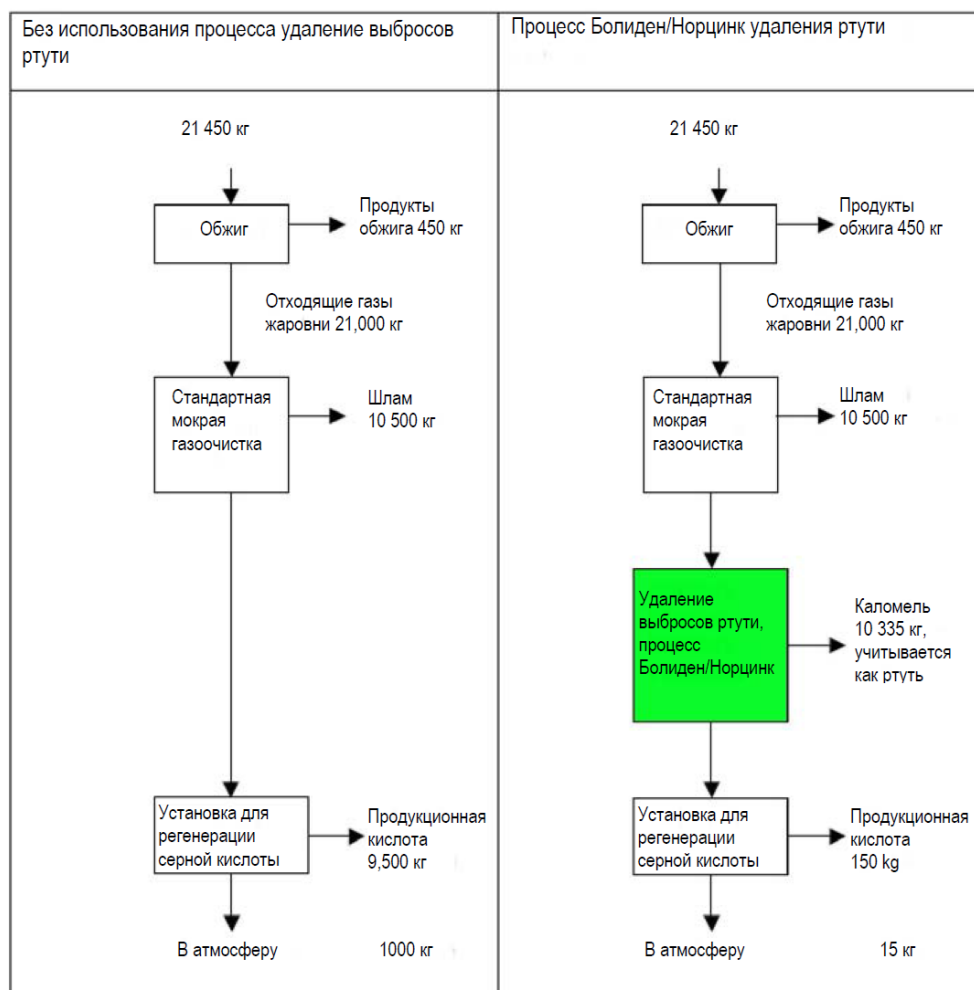 Без использования процесса удаление выбросов
ртути
21 450 кг
Обжиг
Продукты
обжига 450 кг
Отходящие газы
жаровни 21,000 кг
Стандартная
мокрая
газоочистка
Шлам
10 500 кг
Установка для
регенерации
серной кислоты
Продукционная
кислота
9,500 кг
В атмосферу
1000 кг
Процесс Болиден/Норцинк удаления ртути
21 450 кг
Обжиг
Продукты
обжига 450 кг
Отходящие газы
жаровни 21,000 кг
Стандартная
мокрая
газоочистка
Шлам
10 500 кг
Удаление
выбросов ртути,
процесс
Болиден/Норцинк
Каломель
10 335 кг,
учитывается
как ртуть
Установка для
регенерации
серной кислоты
Продукционная
кислота
150 kg
В атмосферу
15 кг